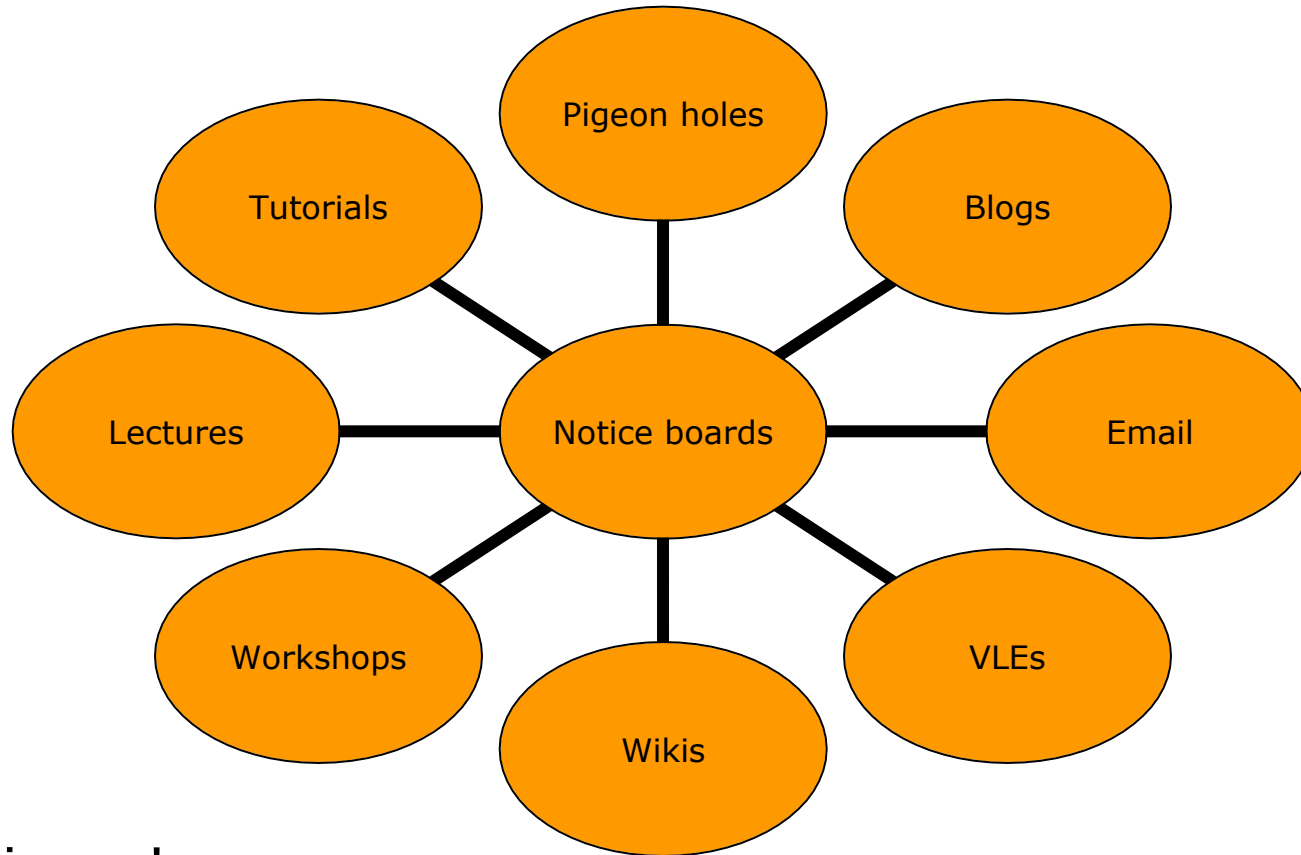 Pigeon holes
Tutorials
Blogs
Lectures
Notice boards
Email
Workshops
VLEs
Wikis